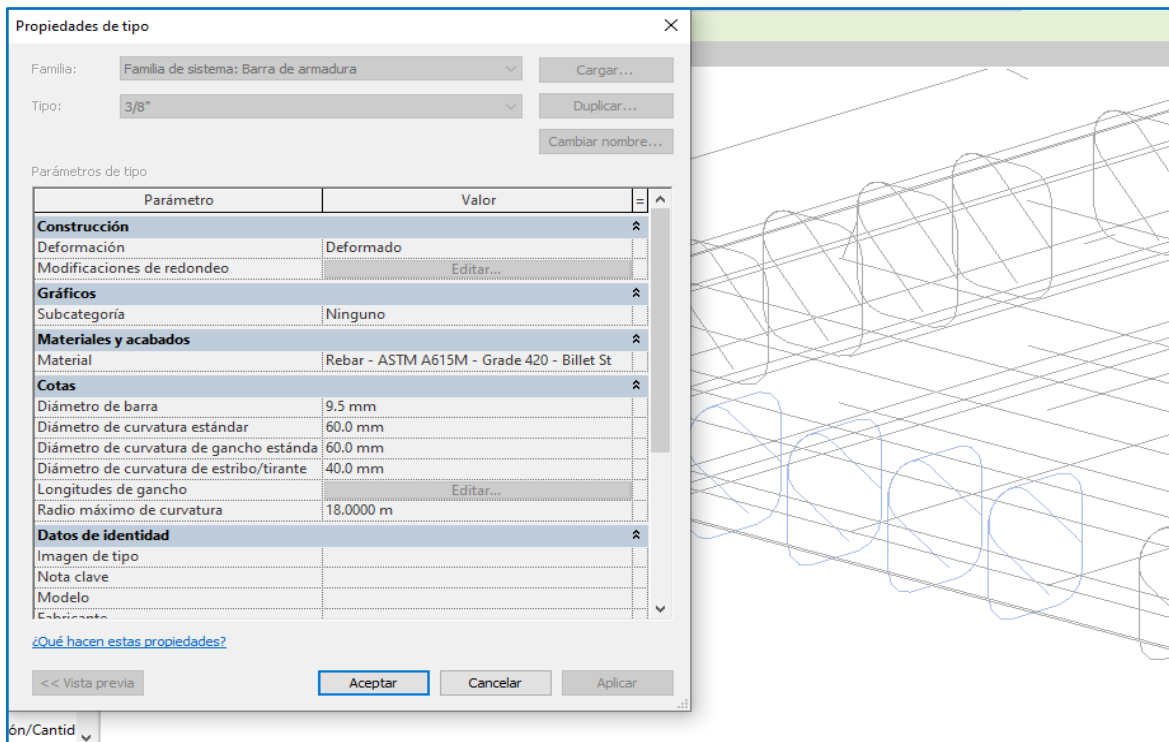 Propiedades de tipo
Familia: Familia de sistema: Barra de armadura Cargar...
Tipo: 3/8" Duplicar...
Cambiar nombre...
Parámetros de tipo
Parámetro Valor =
Construcción
Deformación Deformado
Modificaciones de redondeo Editar...
Gráficos
Subcategoría Ninguno
Materiales y acabados
Material Rebar - ASTM A615M - Grade 420 - Billet St
Cotas
Diámetro de barra 9.5 mm
Diámetro de curvatura estándar 60.0 mm
Diámetro de curvatura de gancho estánda 60.0 mm
Diámetro de curvatura de estribo/tirante 40.0 mm
Longitudes de gancho Editar...
Radio máximo de curvatura 18.0000 m
Datos de identidad
Imagen de tipo
Nota clave
Modelo
Fabricante
¿Qué hacen estas propiedades?
<< Vista previa Aceptar Cancelar Aplicar
ón/Cantid